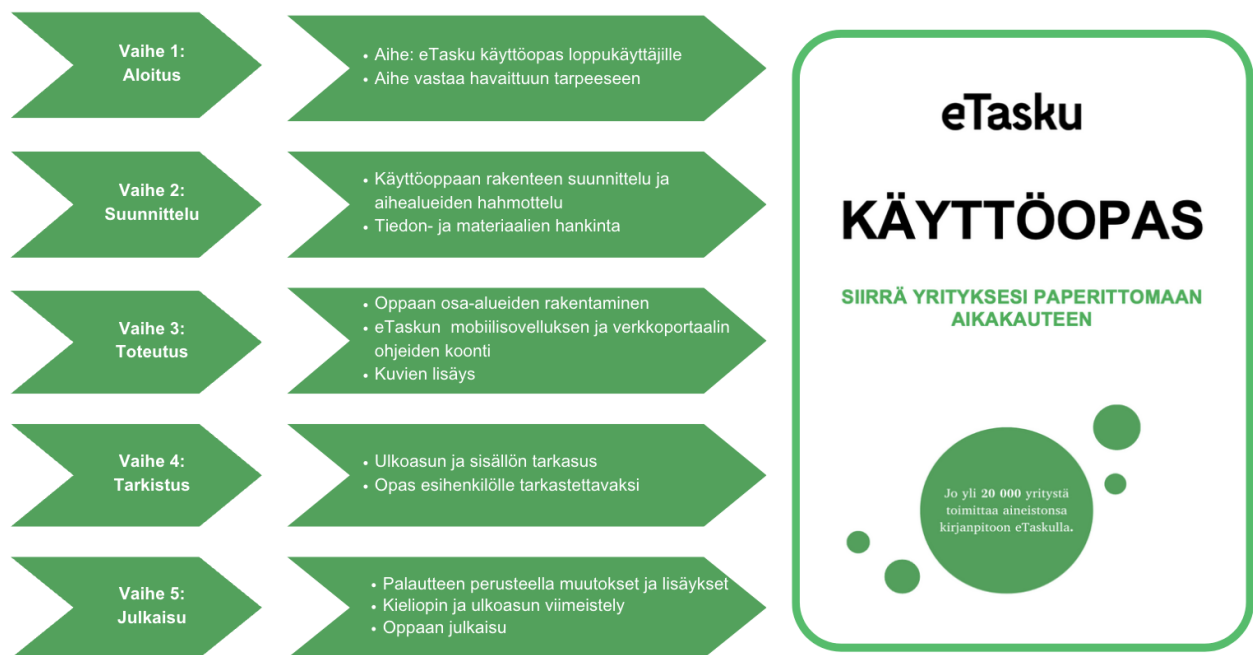 Vaihe 1:
Aloitus
• Aihe: eTasku käyttöopas loppukäyttäjille
• Aihe vastaa havaittuun tarpeeseen
Vaihe 2:
Suunnittelu
• Käyttöoppaan rakenteen suunnittelu ja
aihealueiden hahmottelu
• Tiedon- ja materiaalien hankinta
Vaihe 3:
Toteutus
• Oppaan osa-alueiden rakentaminen
• eTaskun mobiilisovelluksen ja verkkoportaalin
ohjeiden koonti
• Kuvien lisäys
Vaihe 4:
Tarkistus
• Ulkoasun ja sisällön tarkasus
• Opas esihenkilölle tarkastettavaksi
Vaihe 5:
Julkaisu
• Palautteen perusteella muutokset ja lisäykset
• Kieliopin ja ulkoasun viimeistely
• Oppaan julkaisu
eTasku
KÄYTTÖOPAS
SIIRRÄ YRITYKSESI PAPERITTOMAAN
AIKAKAUTEEN
Jo yli 20 000 yritystä
toimittaa aineistonsa
kirjanpitoon eTaskulla.